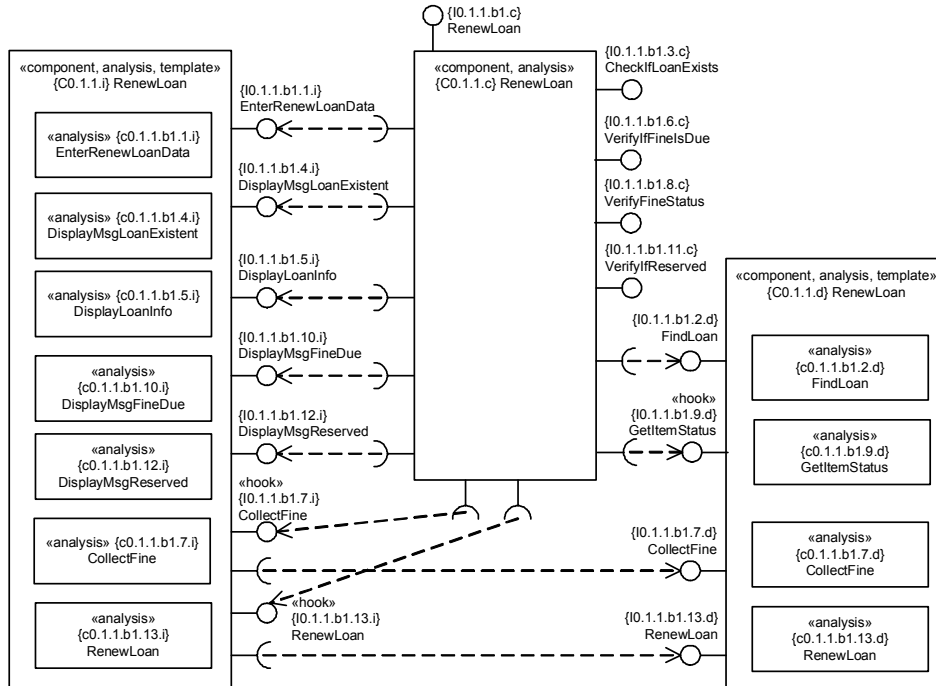 {I0.1.1.b1.c}
RenewLoan
«component, analysis, template»
{C0.1.1.i} RenewLoan
«analysis» {c0.1.1.b1.1.i}
EnterRenewLoanData
«analysis» {c0.1.1.b1.4.i}
DisplayMsgLoanExistent
«analysis» {c0.1.1.b1.5.i}
DisplayLoanInfo
«analysis»
{c0.1.1.b1.10.i}
DisplayMsgFineDue
«analysis»
{c0.1.1.b1.12.i}
DisplayMsgReserved
«analysis» {c0.1.1.b1.7.i}
CollectFine
«analysis»
{c0.1.1.b1.13.i}
RenewLoan
{I0.1.1.b1.1.i}
EnterRenewLoanData
{I0.1.1.b1.4.i}
DisplayMsgLoanExistent
{I0.1.1.b1.5.i}
DisplayLoanInfo
{I0.1.1.b1.10.i}
DisplayMsgFineDue
{I0.1.1.b1.12.i}
DisplayMsgReserved
«hook»
{I0.1.1.b1.7.i}
CollectFine
«hook»
{I0.1.1.b1.13.i}
RenewLoan
«component, analysis»
{C0.1.1.c} RenewLoan
{I0.1.1.b1.3.c}
CheckIfLoanExists
{I0.1.1.b1.6.c}
VerifyIfFineIsDue
{I0.1.1.b1.8.c}
VerifyFineStatus
{I0.1.1.b1.11.c}
VerifyIfReserved
{I0.1.1.b1.2.d}
FindLoan
«hook»
{I0.1.1.b1.9.d}
GetItemStatus
{I0.1.1.b1.7.d}
CollectFine
{I0.1.1.b1.13.d}
RenewLoan
«component, analysis, template»
{C0.1.1.d} RenewLoan
«analysis»
{c0.1.1.b1.2.d}
FindLoan
«analysis»
{c0.1.1.b1.9.d}
GetItemStatus
«analysis»
{c0.1.1.b1.7.d}
CollectFine
«analysis»
{c0.1.1.b1.13.d}
RenewLoan